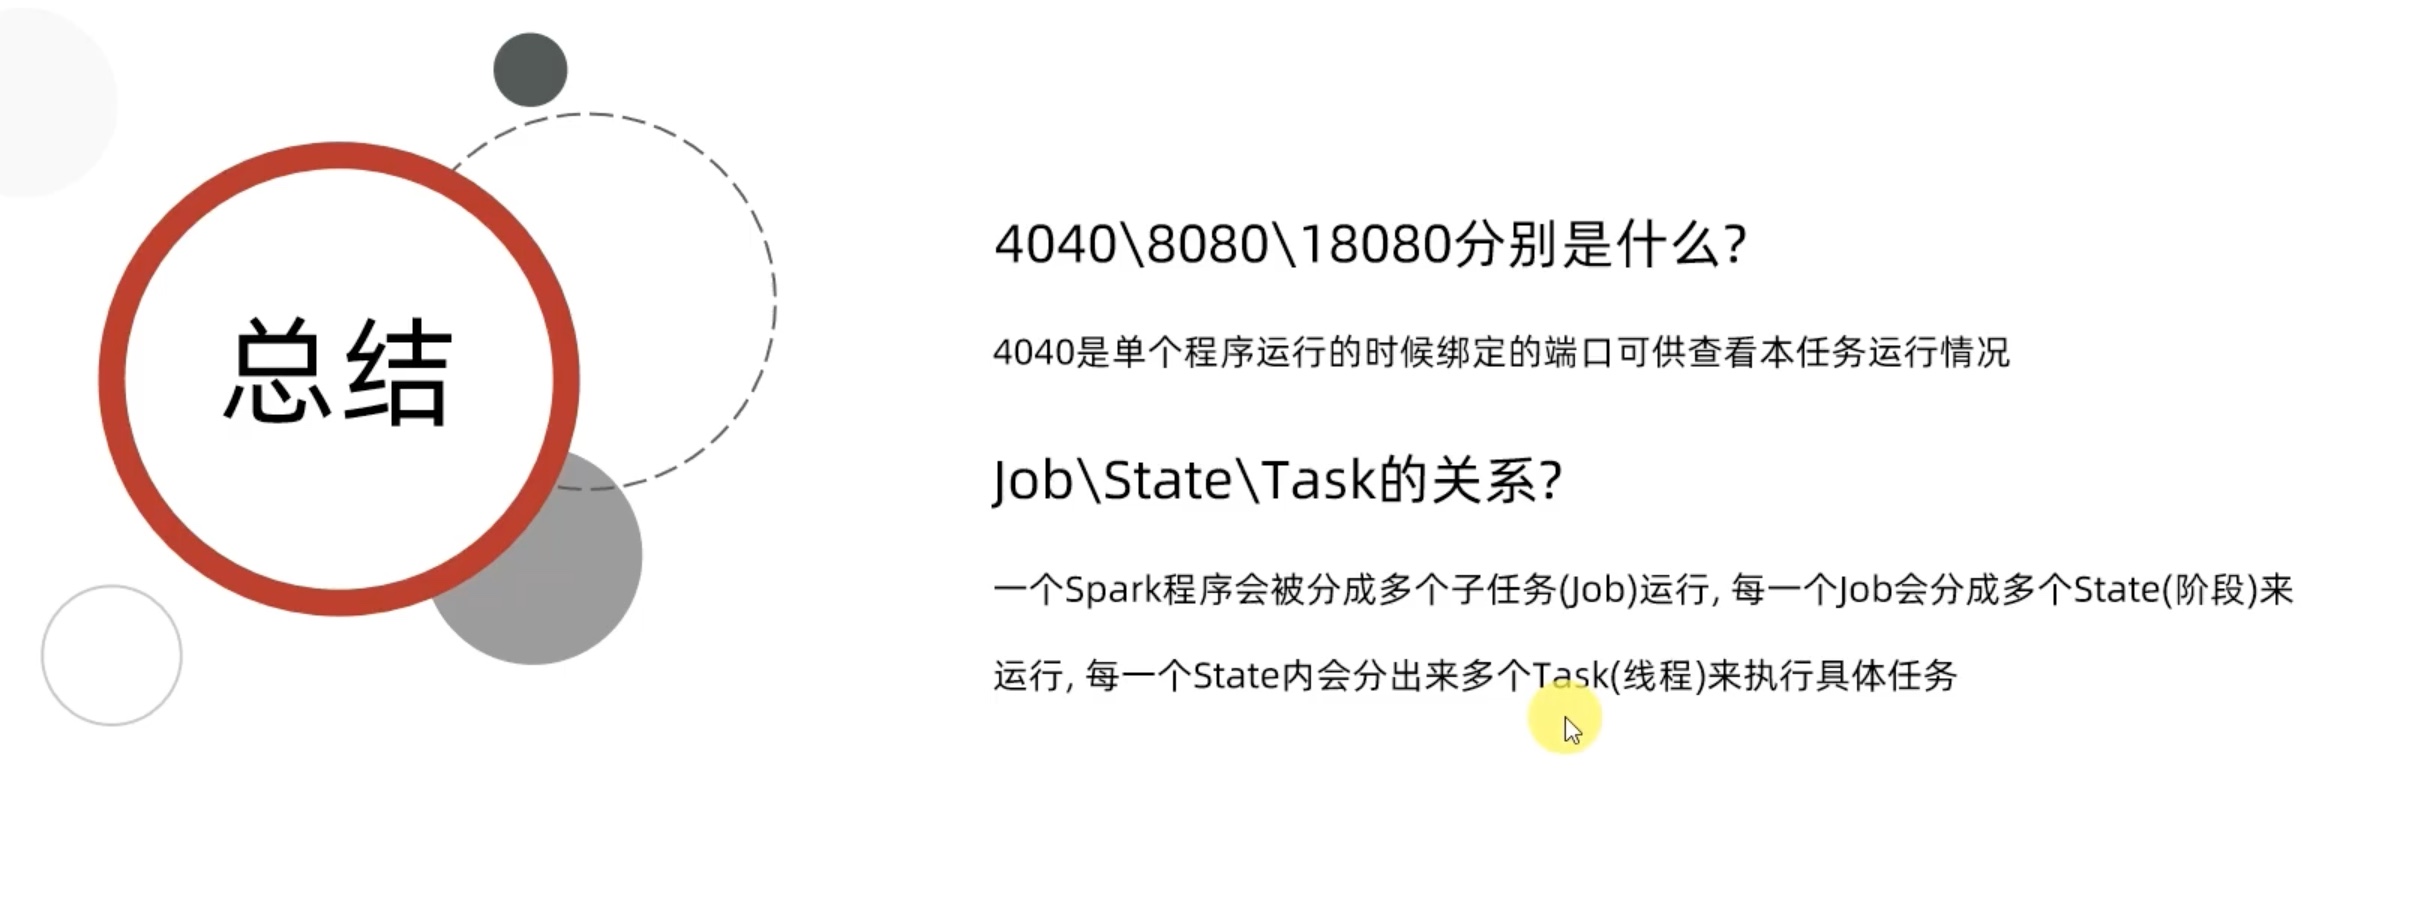 总结
4040\8080\18080分别是什么?
4040是单个程序运行的时候绑定的端口可供查看本任务运行情况
Job\State\Task的关系?
一个Spark程序会被分成多个子任务(Job)运行, 每一个Job会分成多个State(阶段)来
运行, 每一个State内会分出来多个Task(线程)来执行具体任务